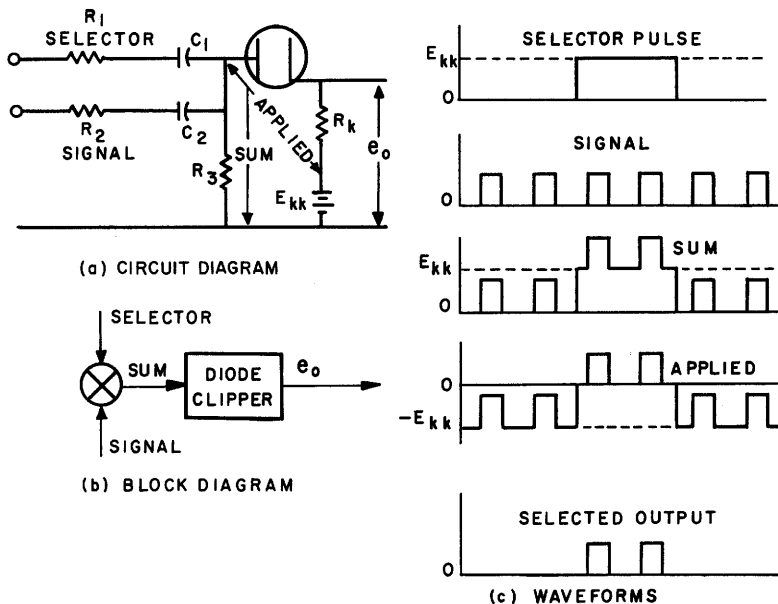 R1
SELECTOR
C1
R2
SIGNAL
C2
APPLIED
SUM
R3
Rk
Ekk
eo
(a) CIRCUIT DIAGRAM
SELECTOR
SUM
DIODE
CLIPPER
eo
SIGNAL
(b) BLOCK DIAGRAM
SELECTOR PULSE
Ekk
0
SIGNAL
0
SUM
Ekk
0
APPLIED
0
-Ekk
SELECTED OUTPUT
0
(c) WAVEFORMS